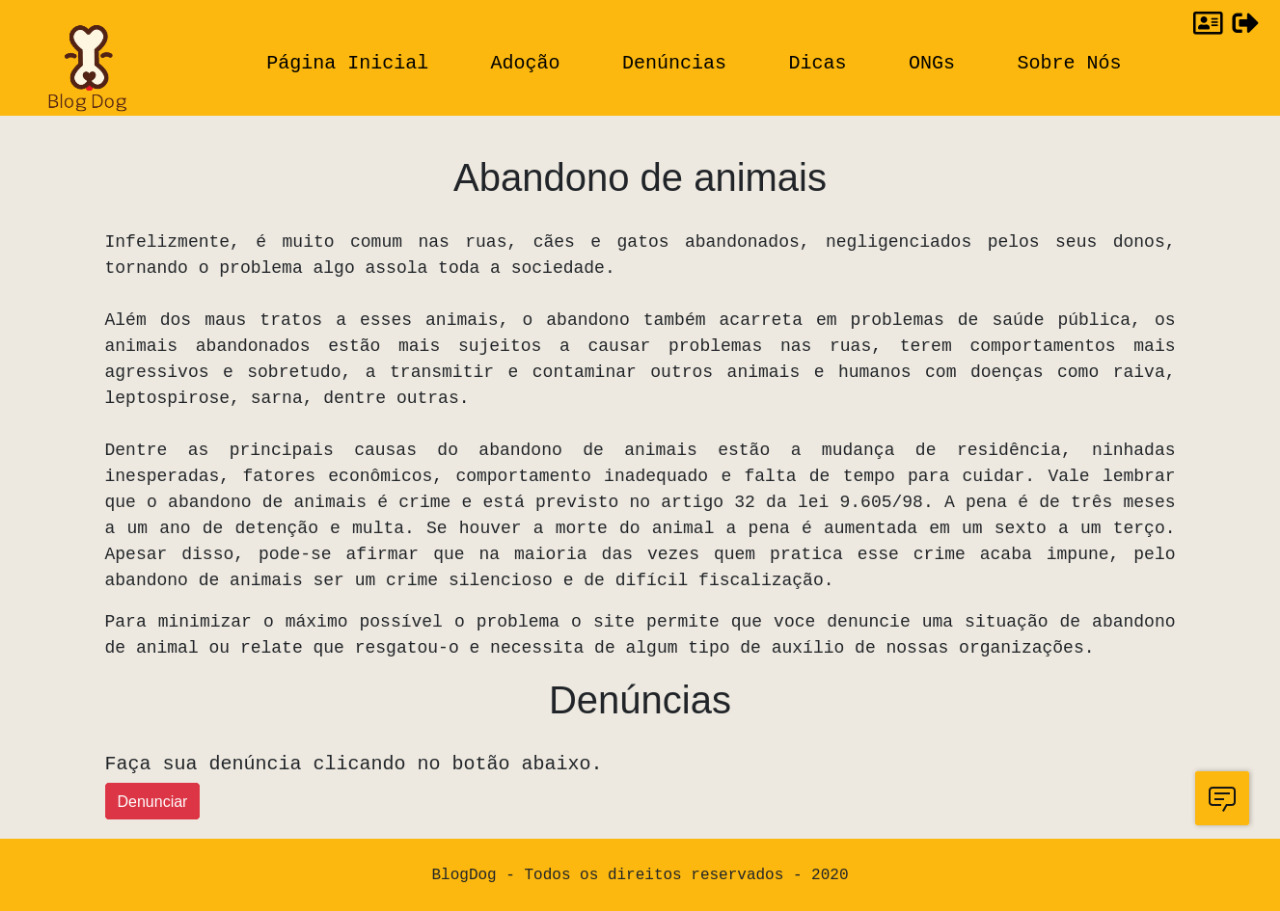 Blog Dog
Página Inicial
Adoção
Denúncias
Dicas
ONGs
Sobre Nós
Abandono de animais
Infelizmente, é muito comum nas ruas, cães e gatos abandonados, negligenciados pelos seus donos,
tornando o problema algo assola toda a sociedade.
Além dos maus tratos a esses animais, o abandono também acarreta em problemas de saúde pública, os
animais abandonados estão mais sujeitos a causar problemas nas ruas, terem comportamentos mais
agressivos e sobretudo, a transmitir e contaminar outros animais e humanos com doenças como raiva,
leptospirose, sarna, dentre outras.
Dentre as principais causas do abandono de animais estão a mudança de residência, ninhadas
inesperadas, fatores econômicos, comportamento inadequado e falta de tempo para cuidar. Vale lembrar
que o abandono de animais é crime e está previsto no artigo 32 da lei 9.605/98. A pena é de três meses
a um ano de detenção e multa. Se houver a morte do animal a pena é aumentada em um sexto a um terço.
Apesar disso, pode-se afirmar que na maioria das vezes quem pratica esse crime acaba impune, pelo
abandono de animais ser um crime silencioso e de difícil fiscalização.
Para minimizar o máximo possível o problema o site permite que voce denuncie uma situação de abandono
de animal ou relate que resgatou-o e necessita de algum tipo de auxílio de nossas organizações.
Denúncias
Faça sua denúncia clicando no botão abaixo.
Denunciar
BlogDog - Todos os direitos reservados - 2020